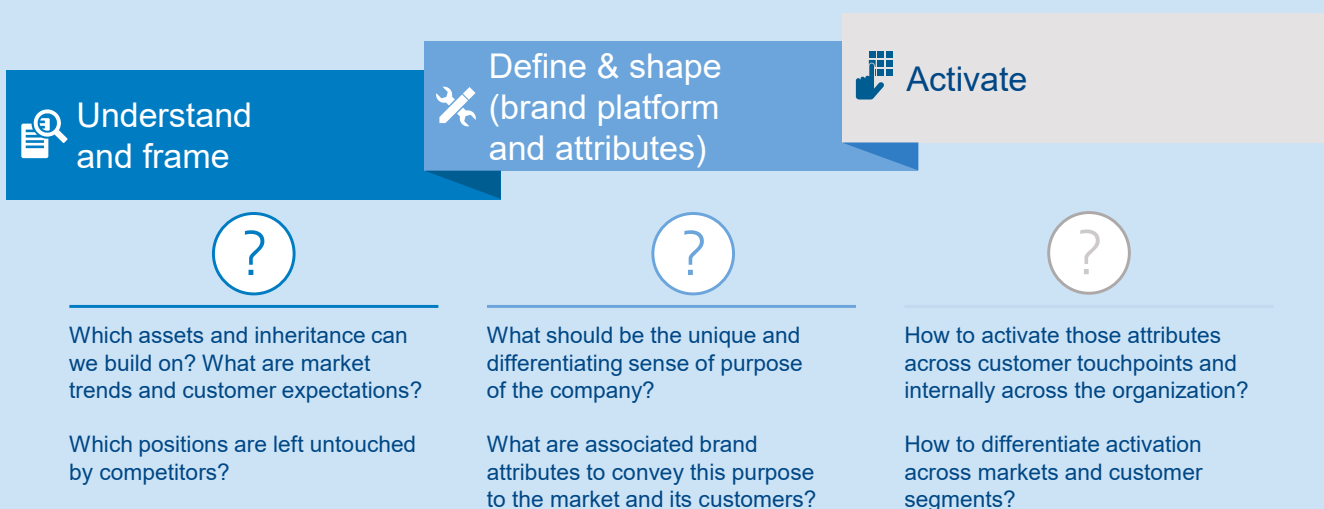 Understand
and frame
Define & shape
(brand platform
and attributes)
Activate
?
?
?
Which assets and inheritance can
we build on? What are market
trends and customer expectations?
Which positions are left untouched
by competitors?
What should be the unique and
differentiating sense of purpose
of the company?
What are associated brand
attributes to convey this purpose
to the market and its customers?
How to activate those attributes
across customer touchpoints and
internally across the organization?
How to differentiate activation
across markets and customer
segments?